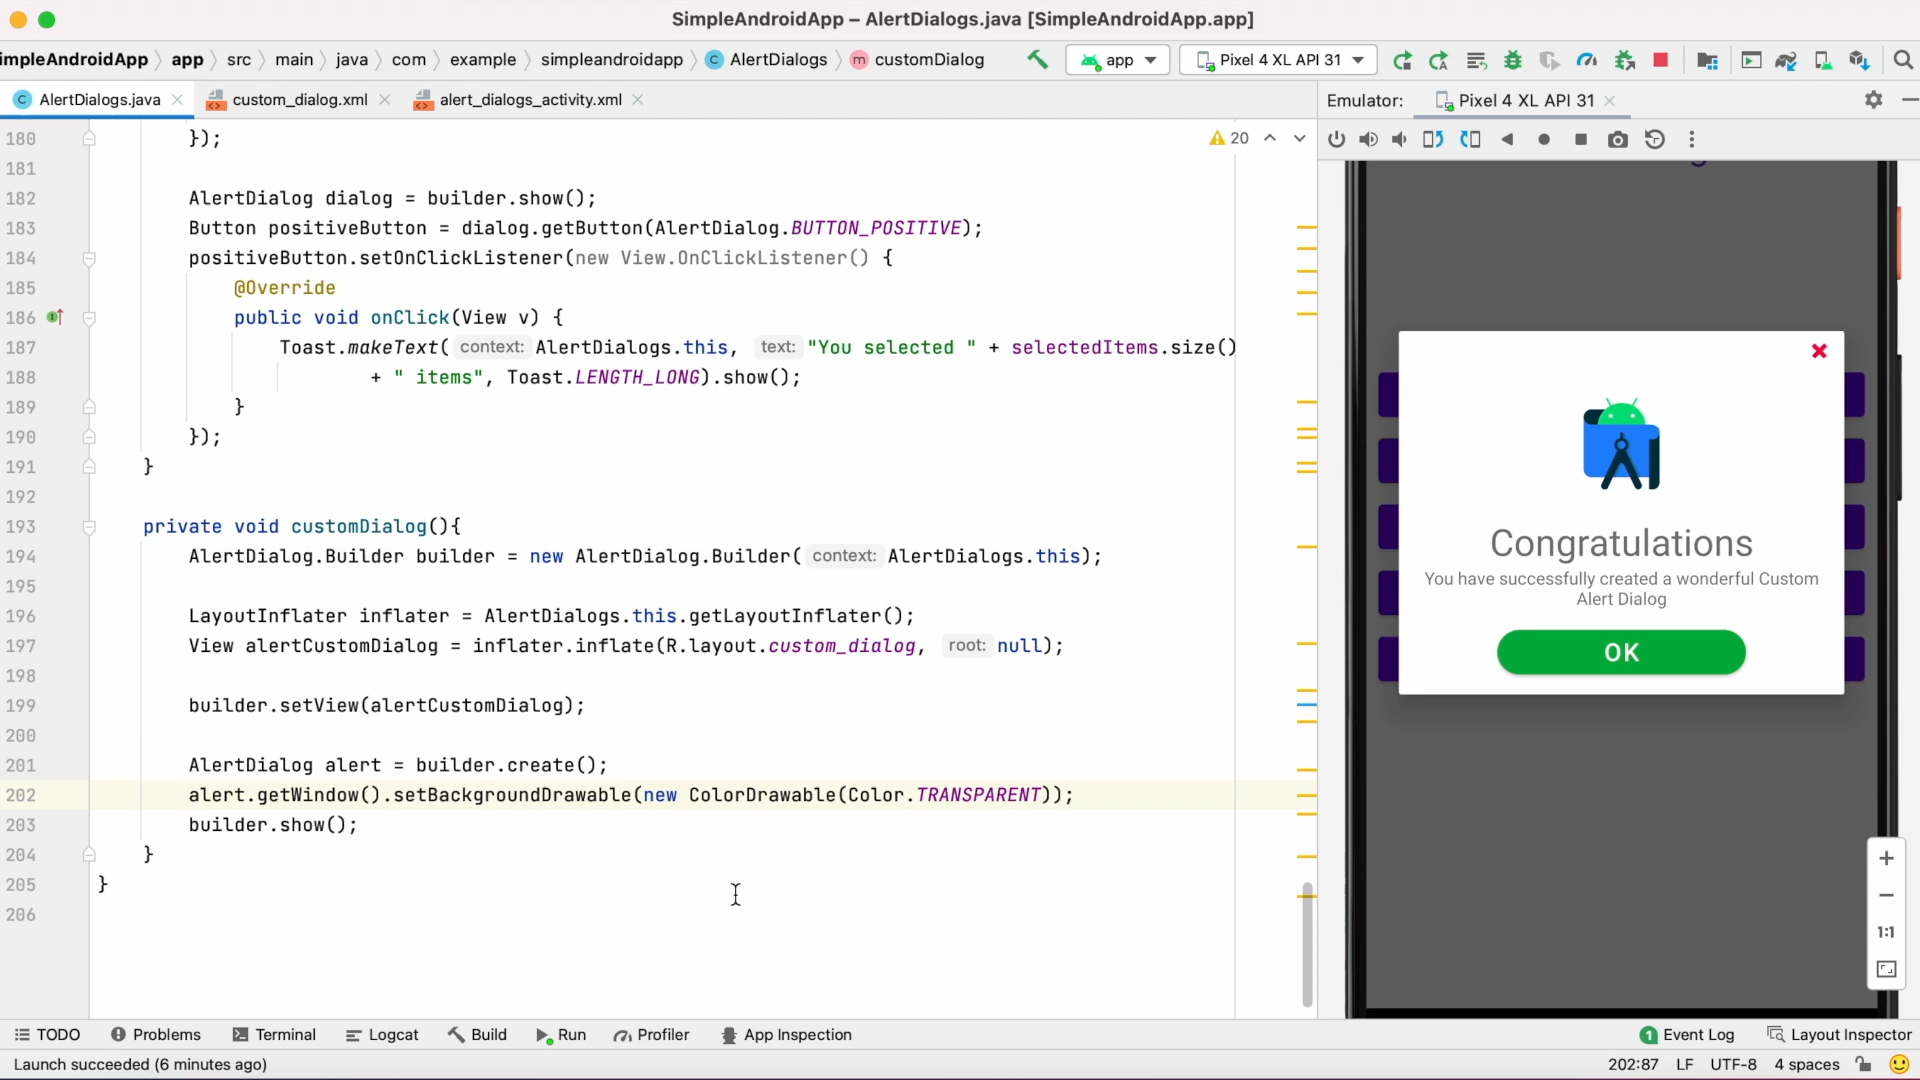 SimpleAndroidApp – AlertDialogs.java [SimpleAndroidApp.app]
impleAndroidApp app src main java com example simpleandroidapp AlertDialogs customDialog app Pixel 4 XL API 31
AlertDialogs.java custom_dialog.xml alert_dialogs_activity.xml Emulator: Pixel 4 XL API 31
20
180 });
181
182 AlertDialog dialog = builder.show();
183 Button positiveButton = dialog.getButton(AlertDialog.BUTTON_POSITIVE);
184 positiveButton.setOnClickListener(new View.OnClickListener() {
185 @Override
186 public void onClick(View v) {
187 Toast.makeText( context: AlertDialogs.this, text: "You selected " + selectedItems.size()
188 + " items", Toast.LENGTH_LONG).show();
189 }
190 });
191 }
192
193 private void customDialog(){
194 AlertDialog.Builder builder = new AlertDialog.Builder( context: AlertDialogs.this);
195
196 LayoutInflater inflater = AlertDialogs.this.getLayoutInflater();
197 View alertCustomDialog = inflater.inflate(R.layout.custom_dialog, root: null);
198
199 builder.setView(alertCustomDialog);
200
201 AlertDialog alert = builder.create();
202 alert.getWindow().setBackgroundDrawable(new ColorDrawable(Color.TRANSPARENT));
203 builder.show();
204 }
205 }
206
Congratulations
You have successfully created a wonderful Custom
Alert Dialog
OK
1:1
TODO Problems Terminal Logcat Build Run Profiler App Inspection 1 Event Log Layout Inspector
Launch succeeded (6 minutes ago) 202:87 LF UTF-8 4 spaces